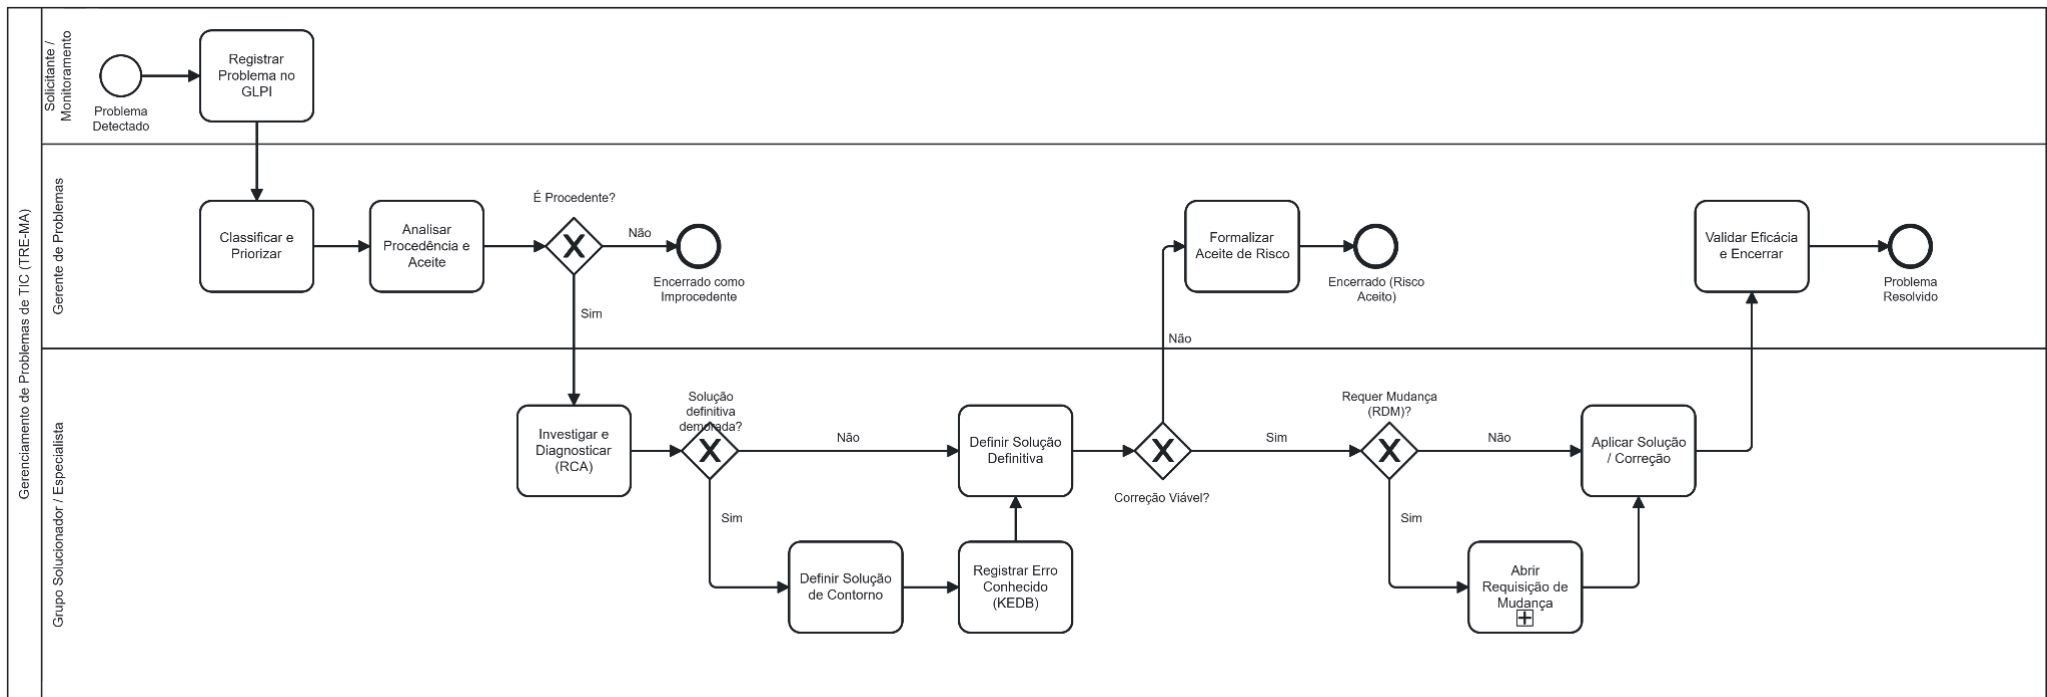 Gerenciamento de Problemas de TIC (TRE-MA)
Solicitante /
Monitoramento
Problema
Detectado
Registrar
Problema no
GLPI
Gerente de Problemas
Classificar e
Priorizar
Analisar
Procedência e
Aceite
É Procedente?
Não
Encerrado como
Improcedente
Sim
Formalizar
Aceite de Risco
Encerrado (Risco
Aceito)
Não
Validar Eficácia
e Encerrar
Problema
Resolvido
Grupo Solucionador / Especialista
Investigar e
Diagnosticar
(RCA)
Solução
definitiva
demorada?
Não
Sim
Definir Solução
de Contorno
Registrar Erro
Conhecido
(KEDB)
Definir Solução
Definitiva
Correção Viável?
Sim
Requer Mudança
(RDM)?
Não
Sim
Abrir
Requisição de
Mudança
Aplicar Solução
/ Correção